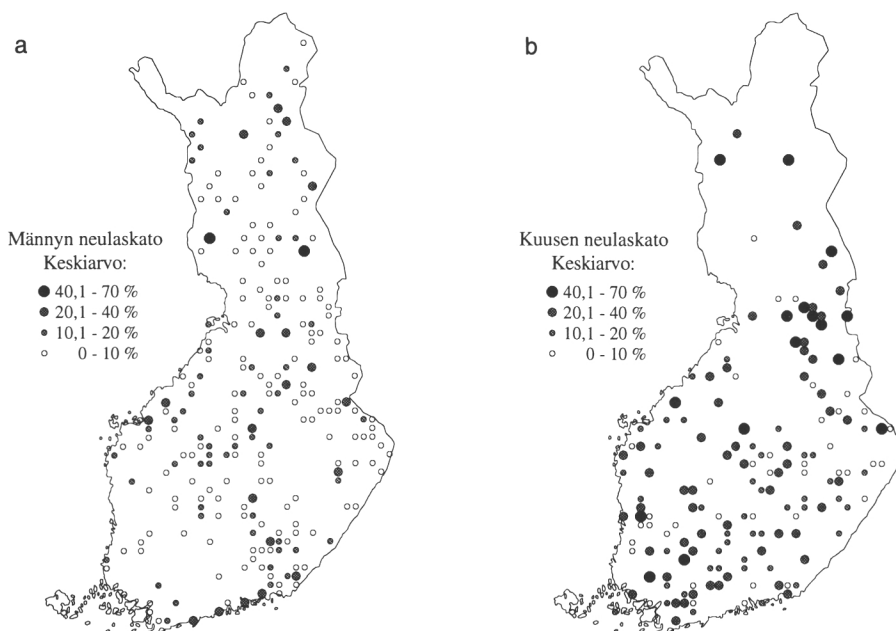 a
Männyn neulaskato
Keskiarvo:
40,1 - 70 %
20,1 - 40 %
10,1 - 20 %
0 - 10 %
b
Kuusen neulaskato
Keskiarvo:
40,1 - 70 %
20,1 - 40 %
10,1 - 20 %
0 - 10 %